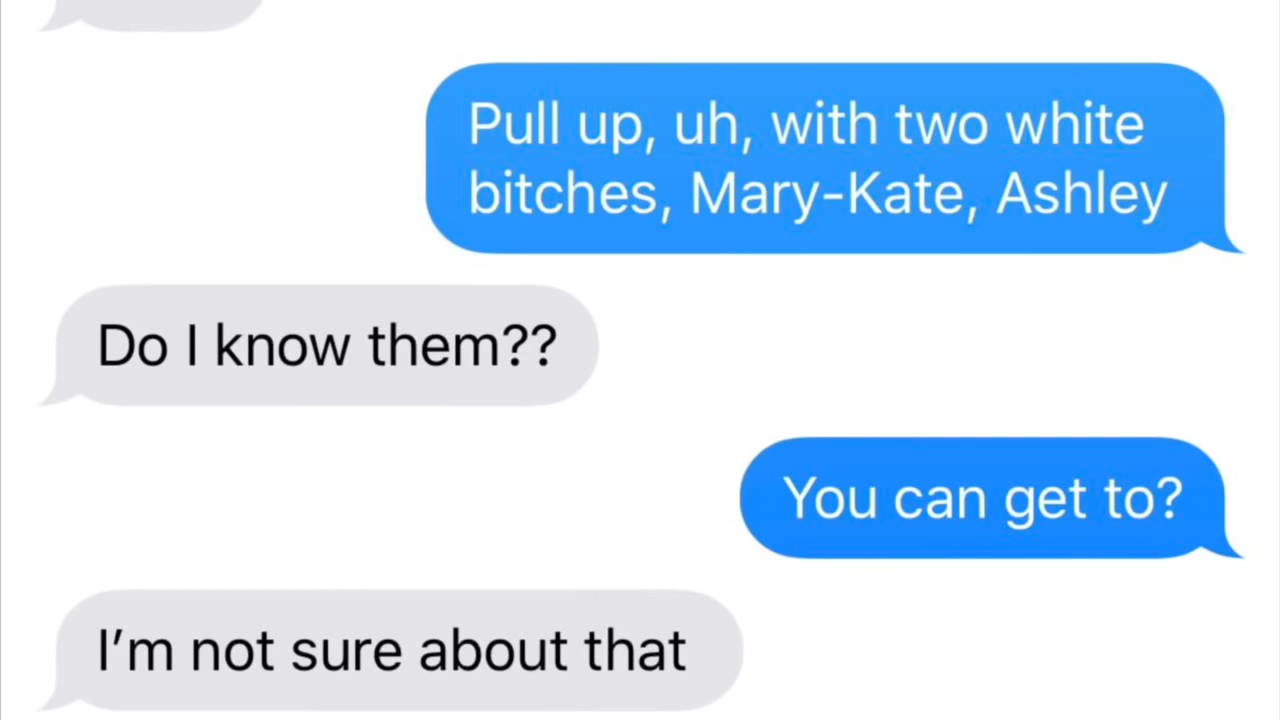 Pull up, uh, with two white
bitches, Mary-Kate, Ashley
Do I know them??
You can get to?
I’m not sure about that